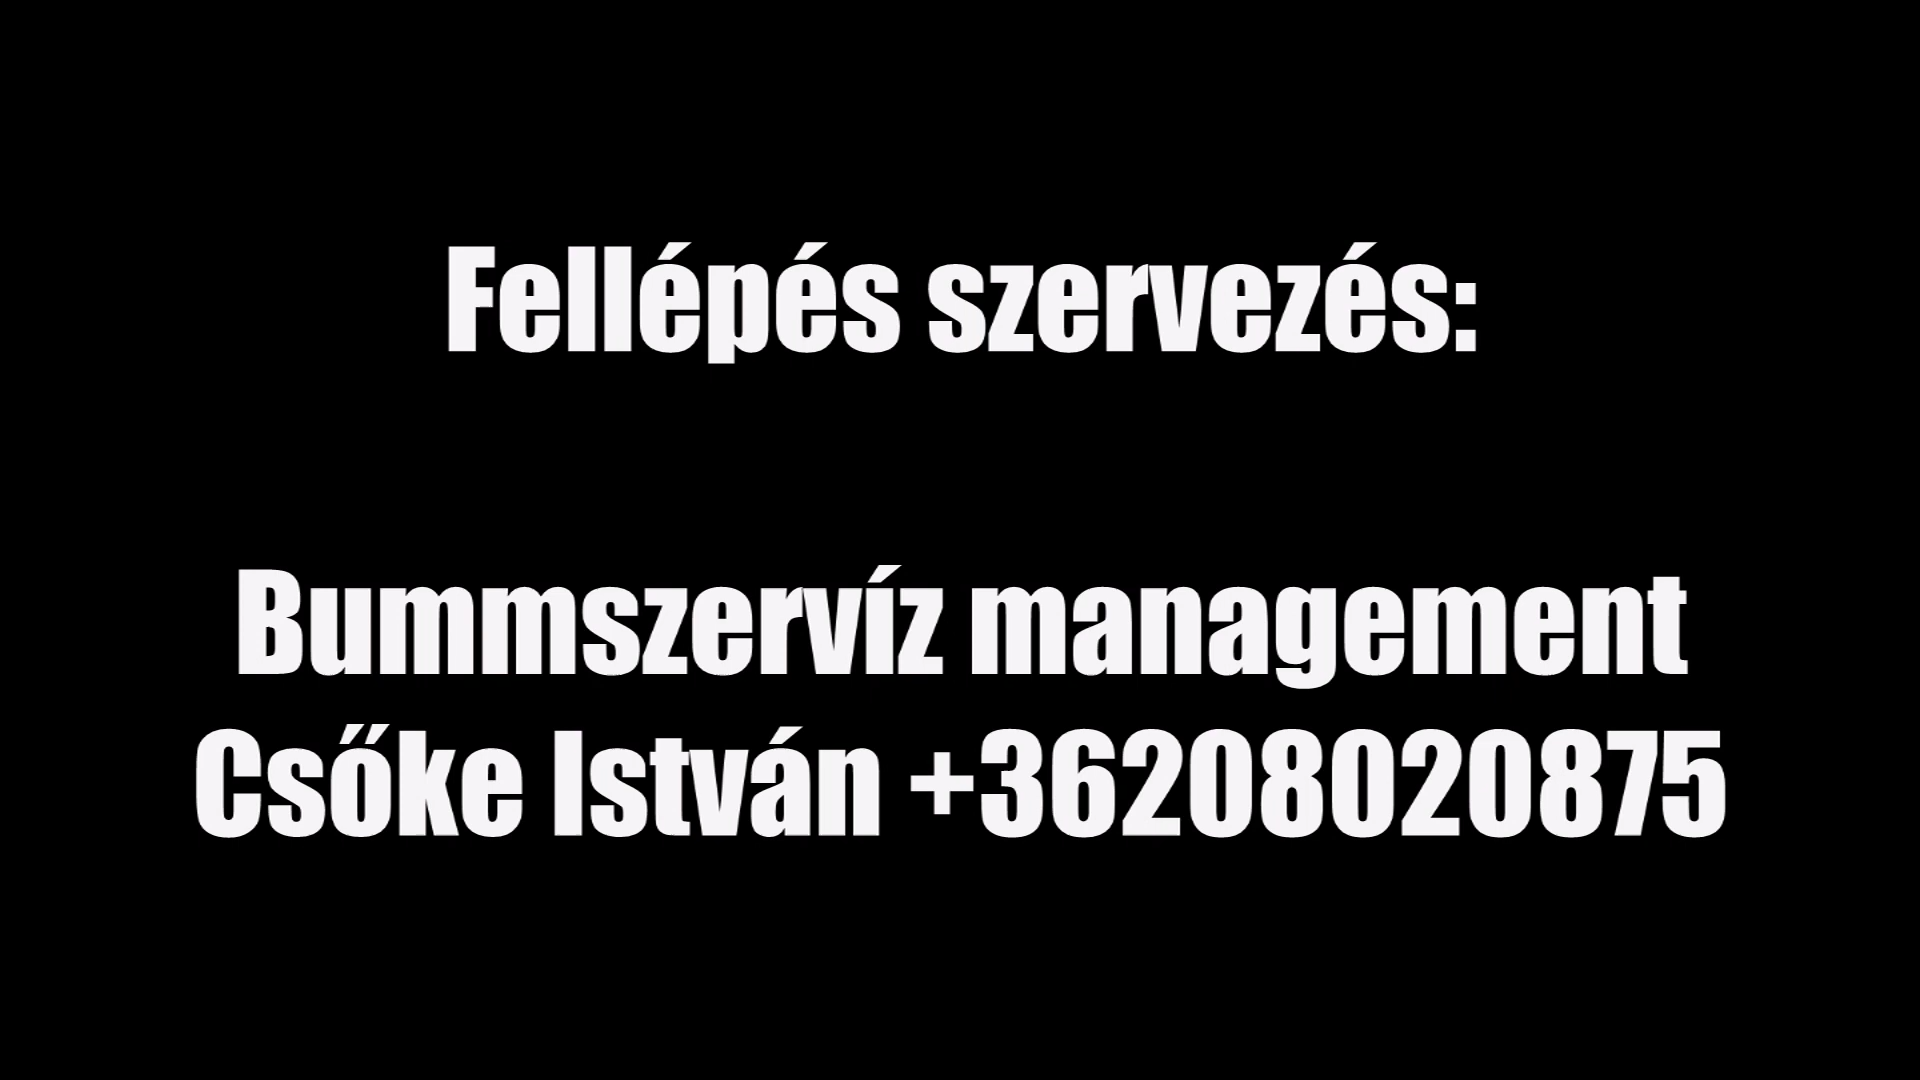 Fellépés szervezés:
Bummszervíz management
Csőke István +36208020875